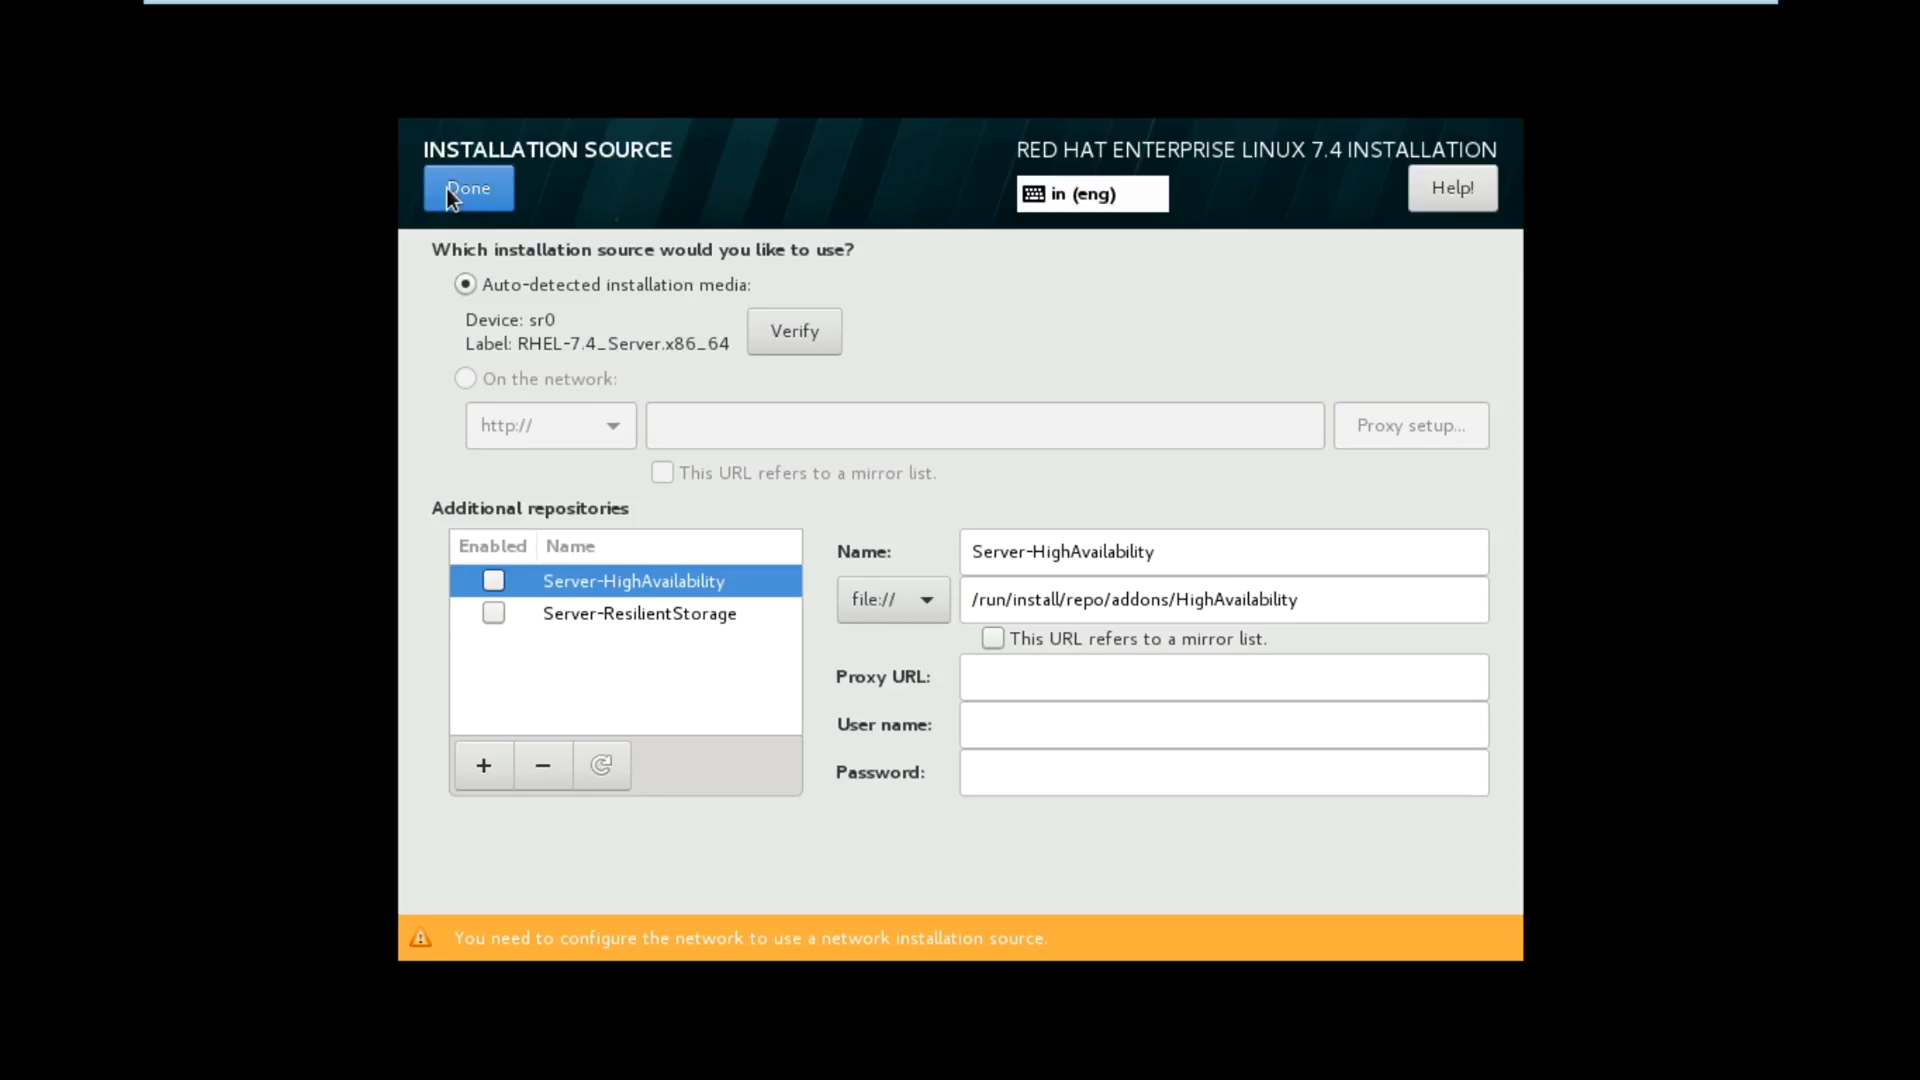 INSTALLATION SOURCE
RED HAT ENTERPRISE LINUX 7.4 INSTALLATION
Done
in (eng)
Help!
Which installation source would you like to use?
Auto-detected installation media:
Device: sr0
Label: RHEL-7.4_Server.x86_64
Verify
On the network:
http://
Proxy setup...
This URL refers to a mirror list.
Additional repositories
Enabled Name
Server-HighAvailability
Server-ResilientStorage
+ −
Name: Server-HighAvailability
file:// /run/install/repo/addons/HighAvailability
This URL refers to a mirror list.
Proxy URL:
User name:
Password:
You need to configure the network to use a network installation source.